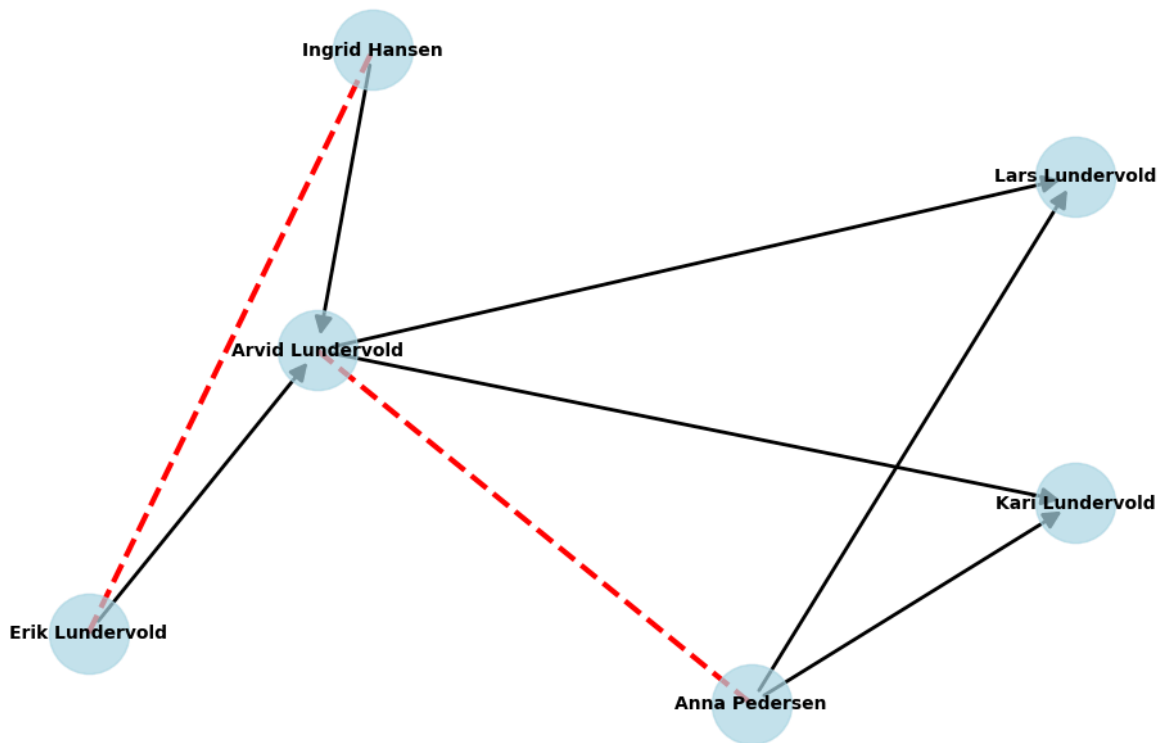 Ingrid Hansen
Lars Lundervold
Arvid Lundervold
Kari Lundervold
Erik Lundervold
Anna Pedersen